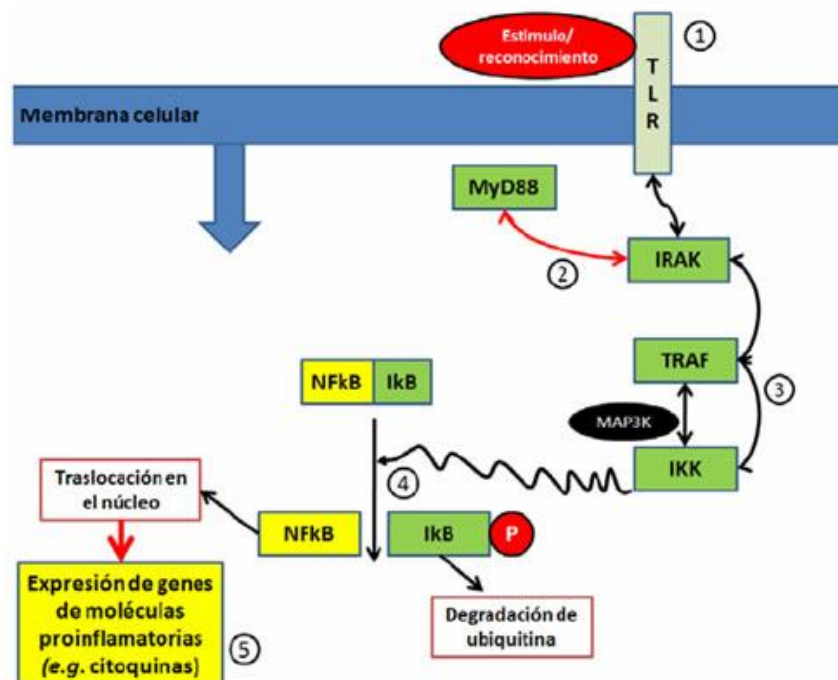 Estimulo/
reconocimiento
1
T
L
R
Membrana celular
MyD88
2
IRAK
TRAF
3
NFkB
IkB
MAP3K
IKK
4
Traslocación en
el núcleo
NFkB
IkB
P
Expresión de genes
de moléculas
proinflamatorias
(e.g. citoquinas)
5
Degradación de
ubiquitina